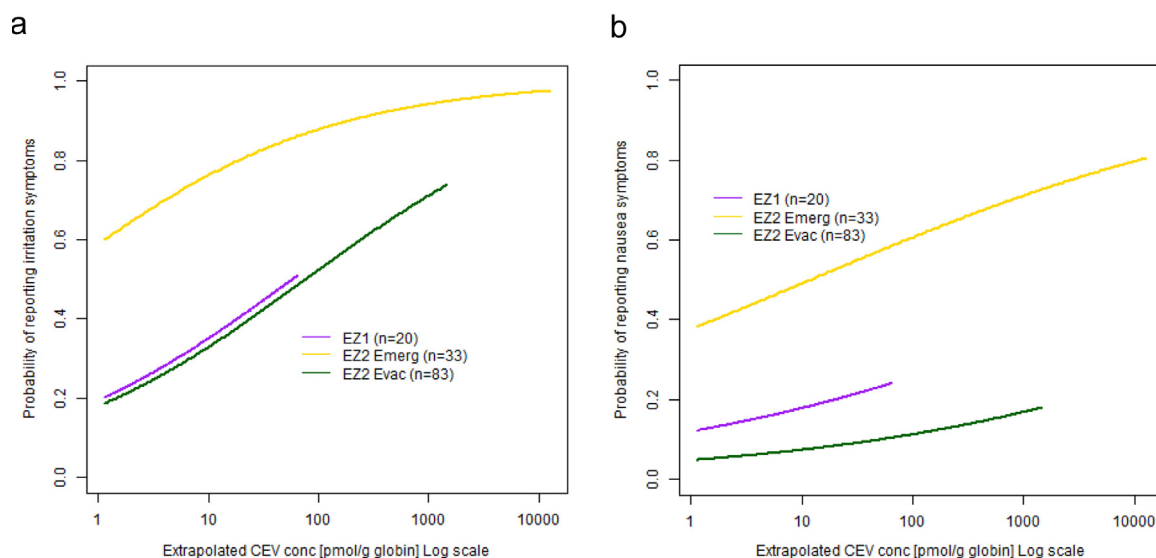 a
Probability of reporting irritation symptoms
1.0
0.8
0.6
0.4
0.2
0.0
EZ1 (n=20)
EZ2 Emerg (n=33)
EZ2 Evac (n=83)
1 10 100 1000 10000
Extrapolated CEV conc [pmol/g globin] Log scale
b
Probability of reporting nausea symptoms
1.0
0.8
0.6
0.4
0.2
0.0
EZ1 (n=20)
EZ2 Emerg (n=33)
EZ2 Evac (n=83)
1 10 100 1000 10000
Extrapolated CEV conc [pmol/g globin] Log scale